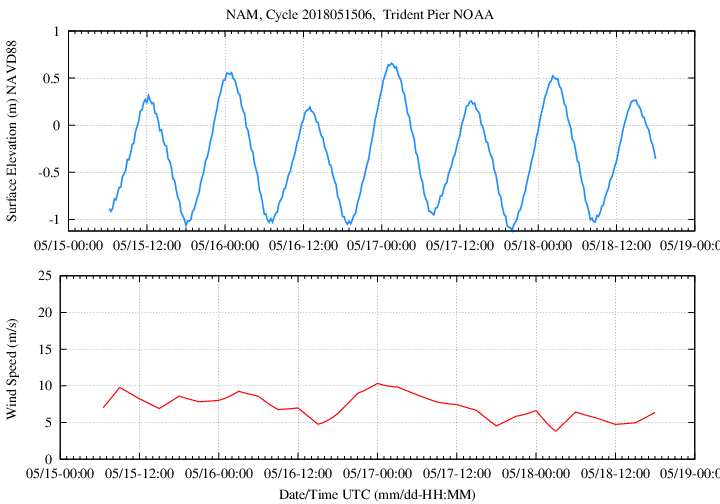 NAM, Cycle 2018051506,  Trident Pier NOAA
Surface Elevation (m) NAVD88
1
0.5
0
-0.5
-1
05/15-00:00 05/15-12:00 05/16-00:00 05/16-12:00 05/17-00:00 05/17-12:00 05/18-00:00 05/18-12:00 05/19-0
Wind Speed (m/s)
25
20
15
10
5
0
05/15-00:00 05/15-12:00 05/16-00:00 05/16-12:00 05/17-00:00 05/17-12:00 05/18-00:00 05/18-12:00 05/19-0
Date/Time UTC (mm/dd-HH:MM)